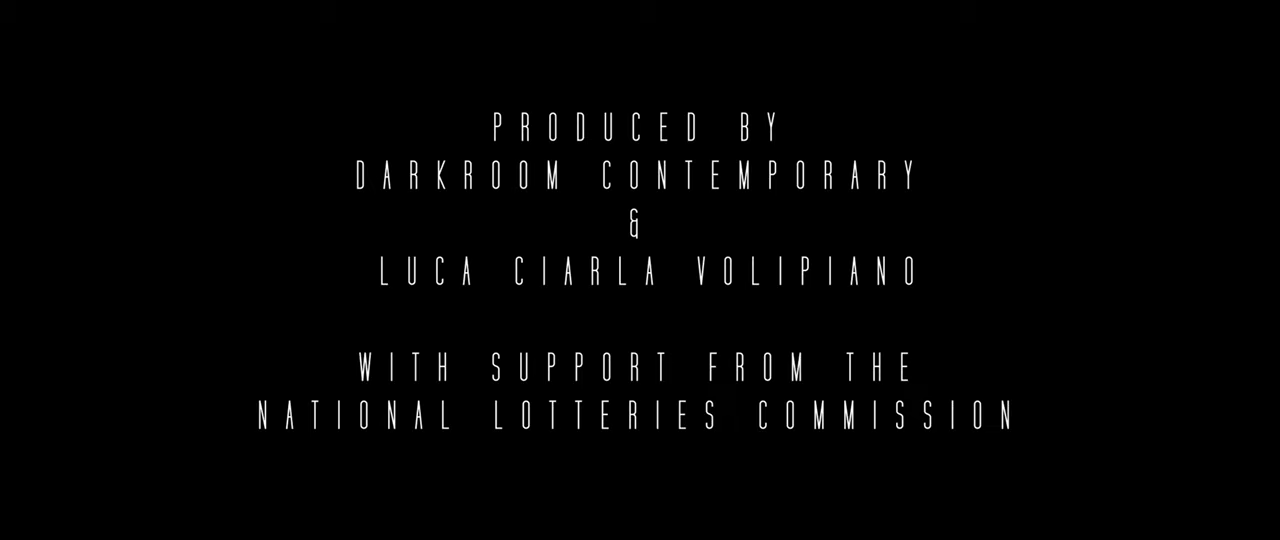 PRODUCED BY
DARKROOM CONTEMPORARY
&
LUCA CIARLA VOLIPIANO
WITH SUPPORT FROM THE
NATIONAL LOTTERIES COMMISSION